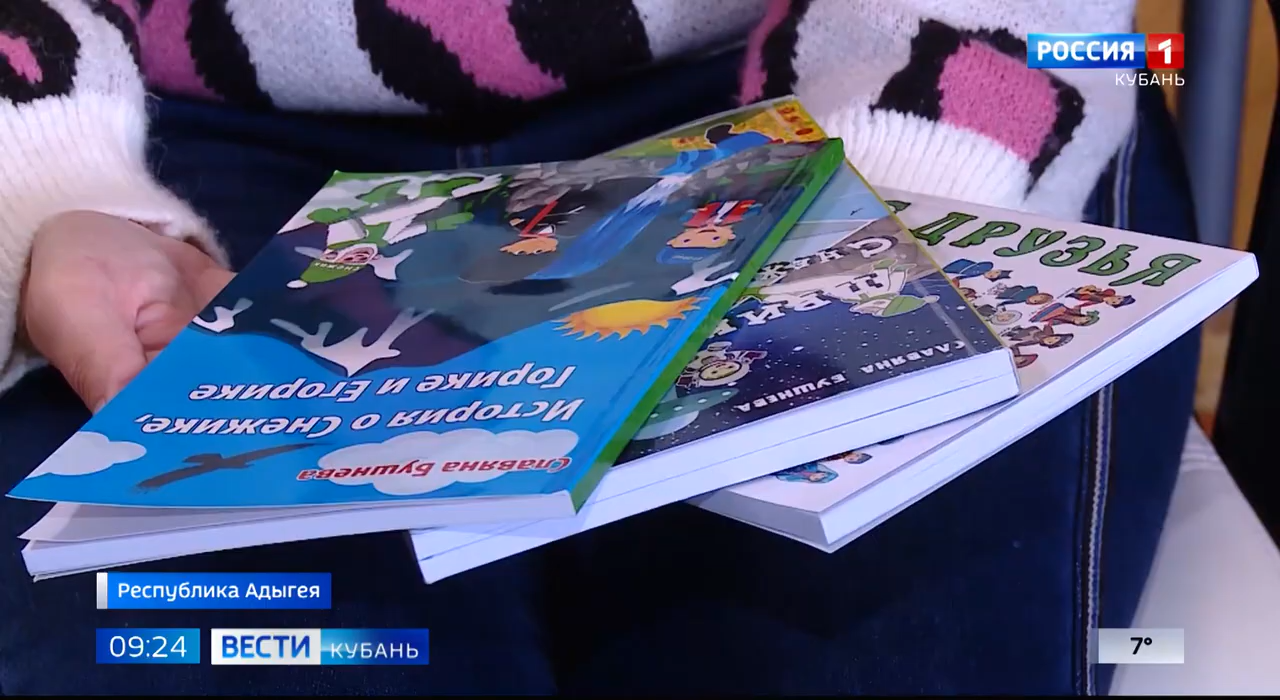 РОССИЯ 1
КУБАНЬ
ДРУЗЬЯ
СЛАВЯНА БУШНЕВА
Славяна Бушнева
История о Снежике,
Горике и Егорике
Республика Адыгея
09:24 ВЕСТИ КУБАНЬ
7°